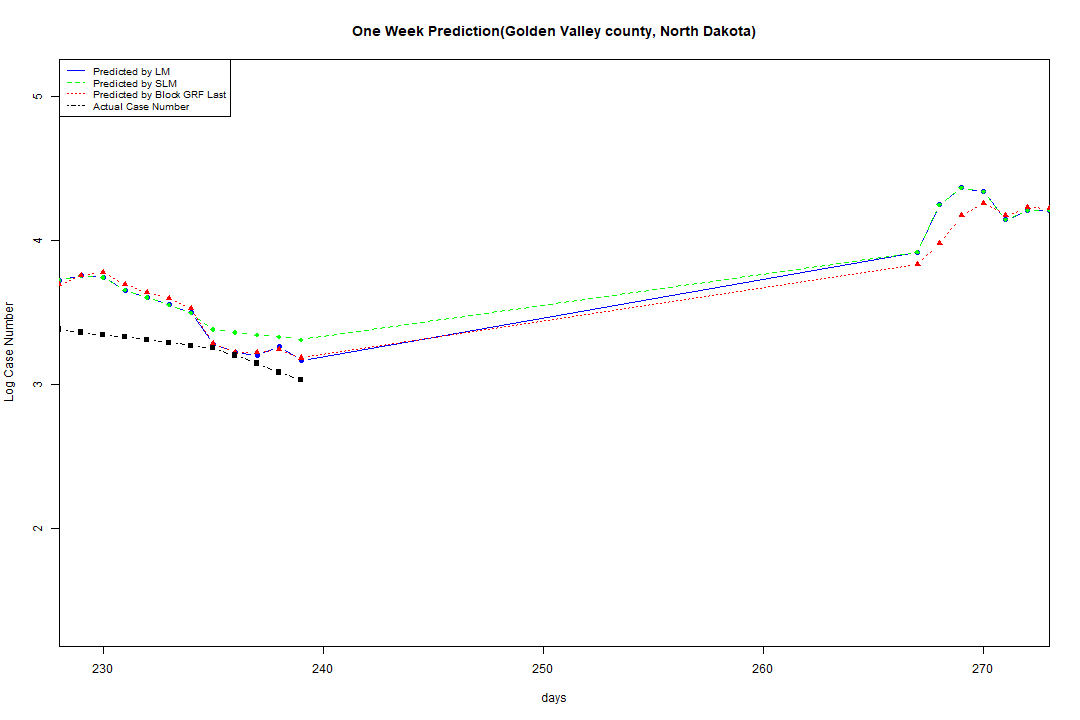 One Week Prediction(Golden Valley county, North Dakota)
Predicted by LM
Predicted by SLM
Predicted by Block GRF Last
Actual Case Number
5
4
3
2
Log Case Number
230 240 250 260 270
days